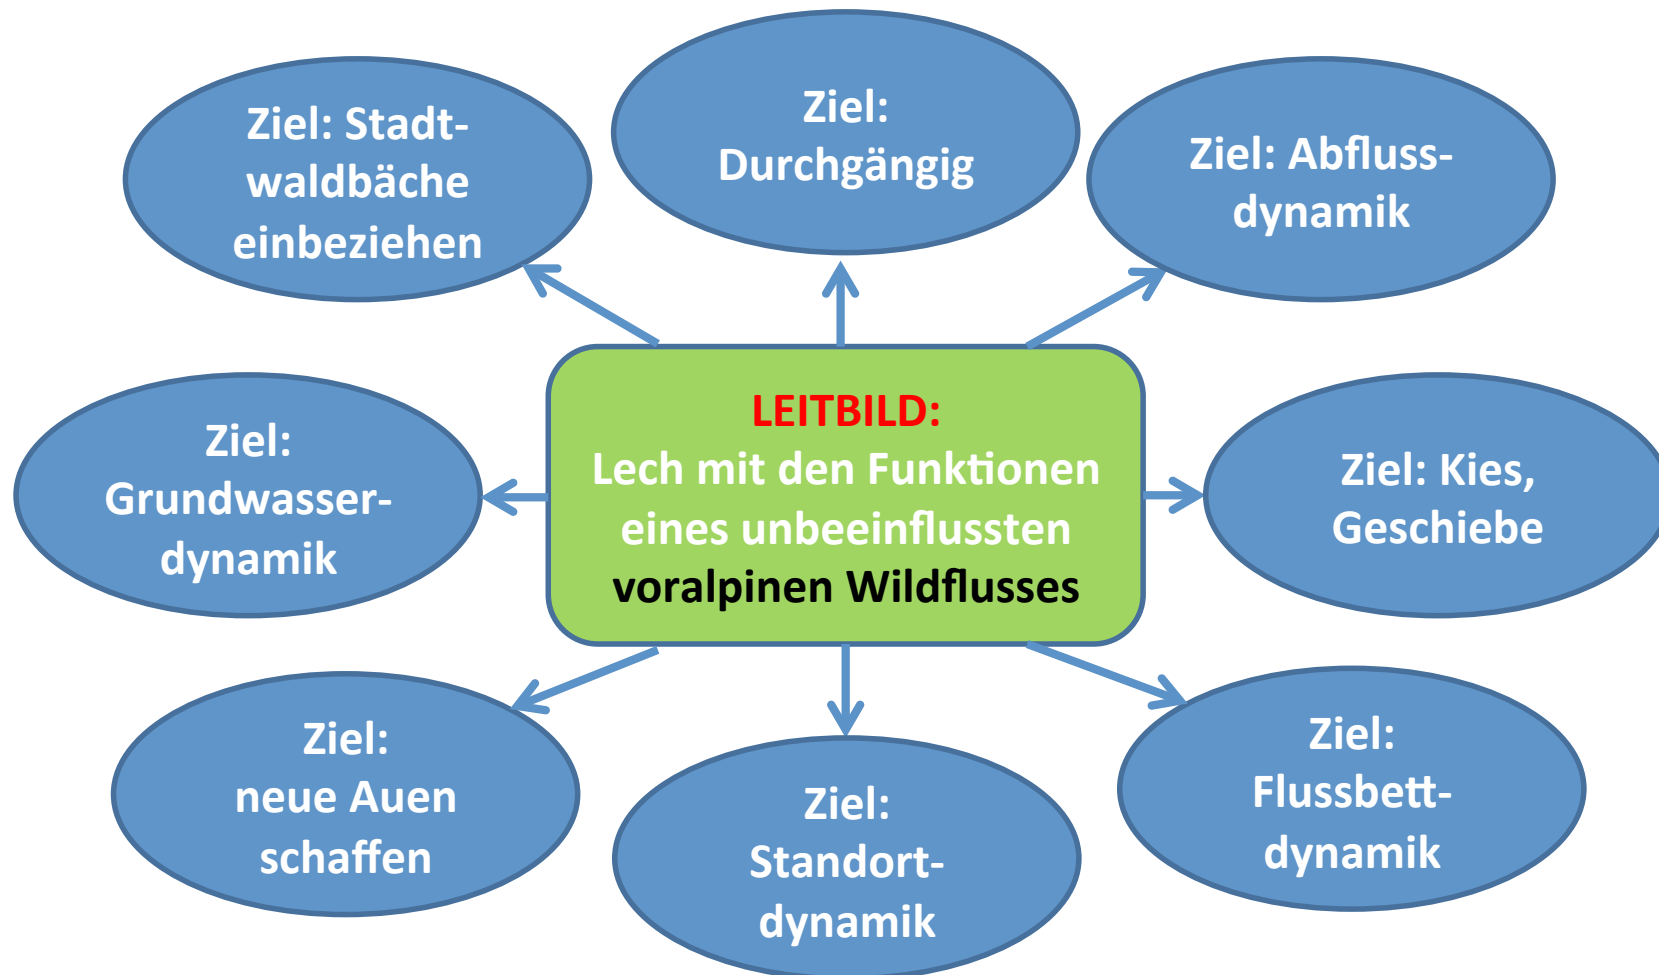 Ziel: Stadt-
waldbäche
einbeziehen
Ziel:
Durchgängig
Ziel: Abfluss-
dynamik
Ziel:
Grundwasser-
dynamik
LEITBILD:
Lech mit den Funktionen
eines unbeeinflussten
voralpinen Wildflusses
Ziel: Kies,
Geschiebe
Ziel:
neue Auen
schaffen
Ziel:
Standort-
dynamik
Ziel:
Flussbett-
dynamik